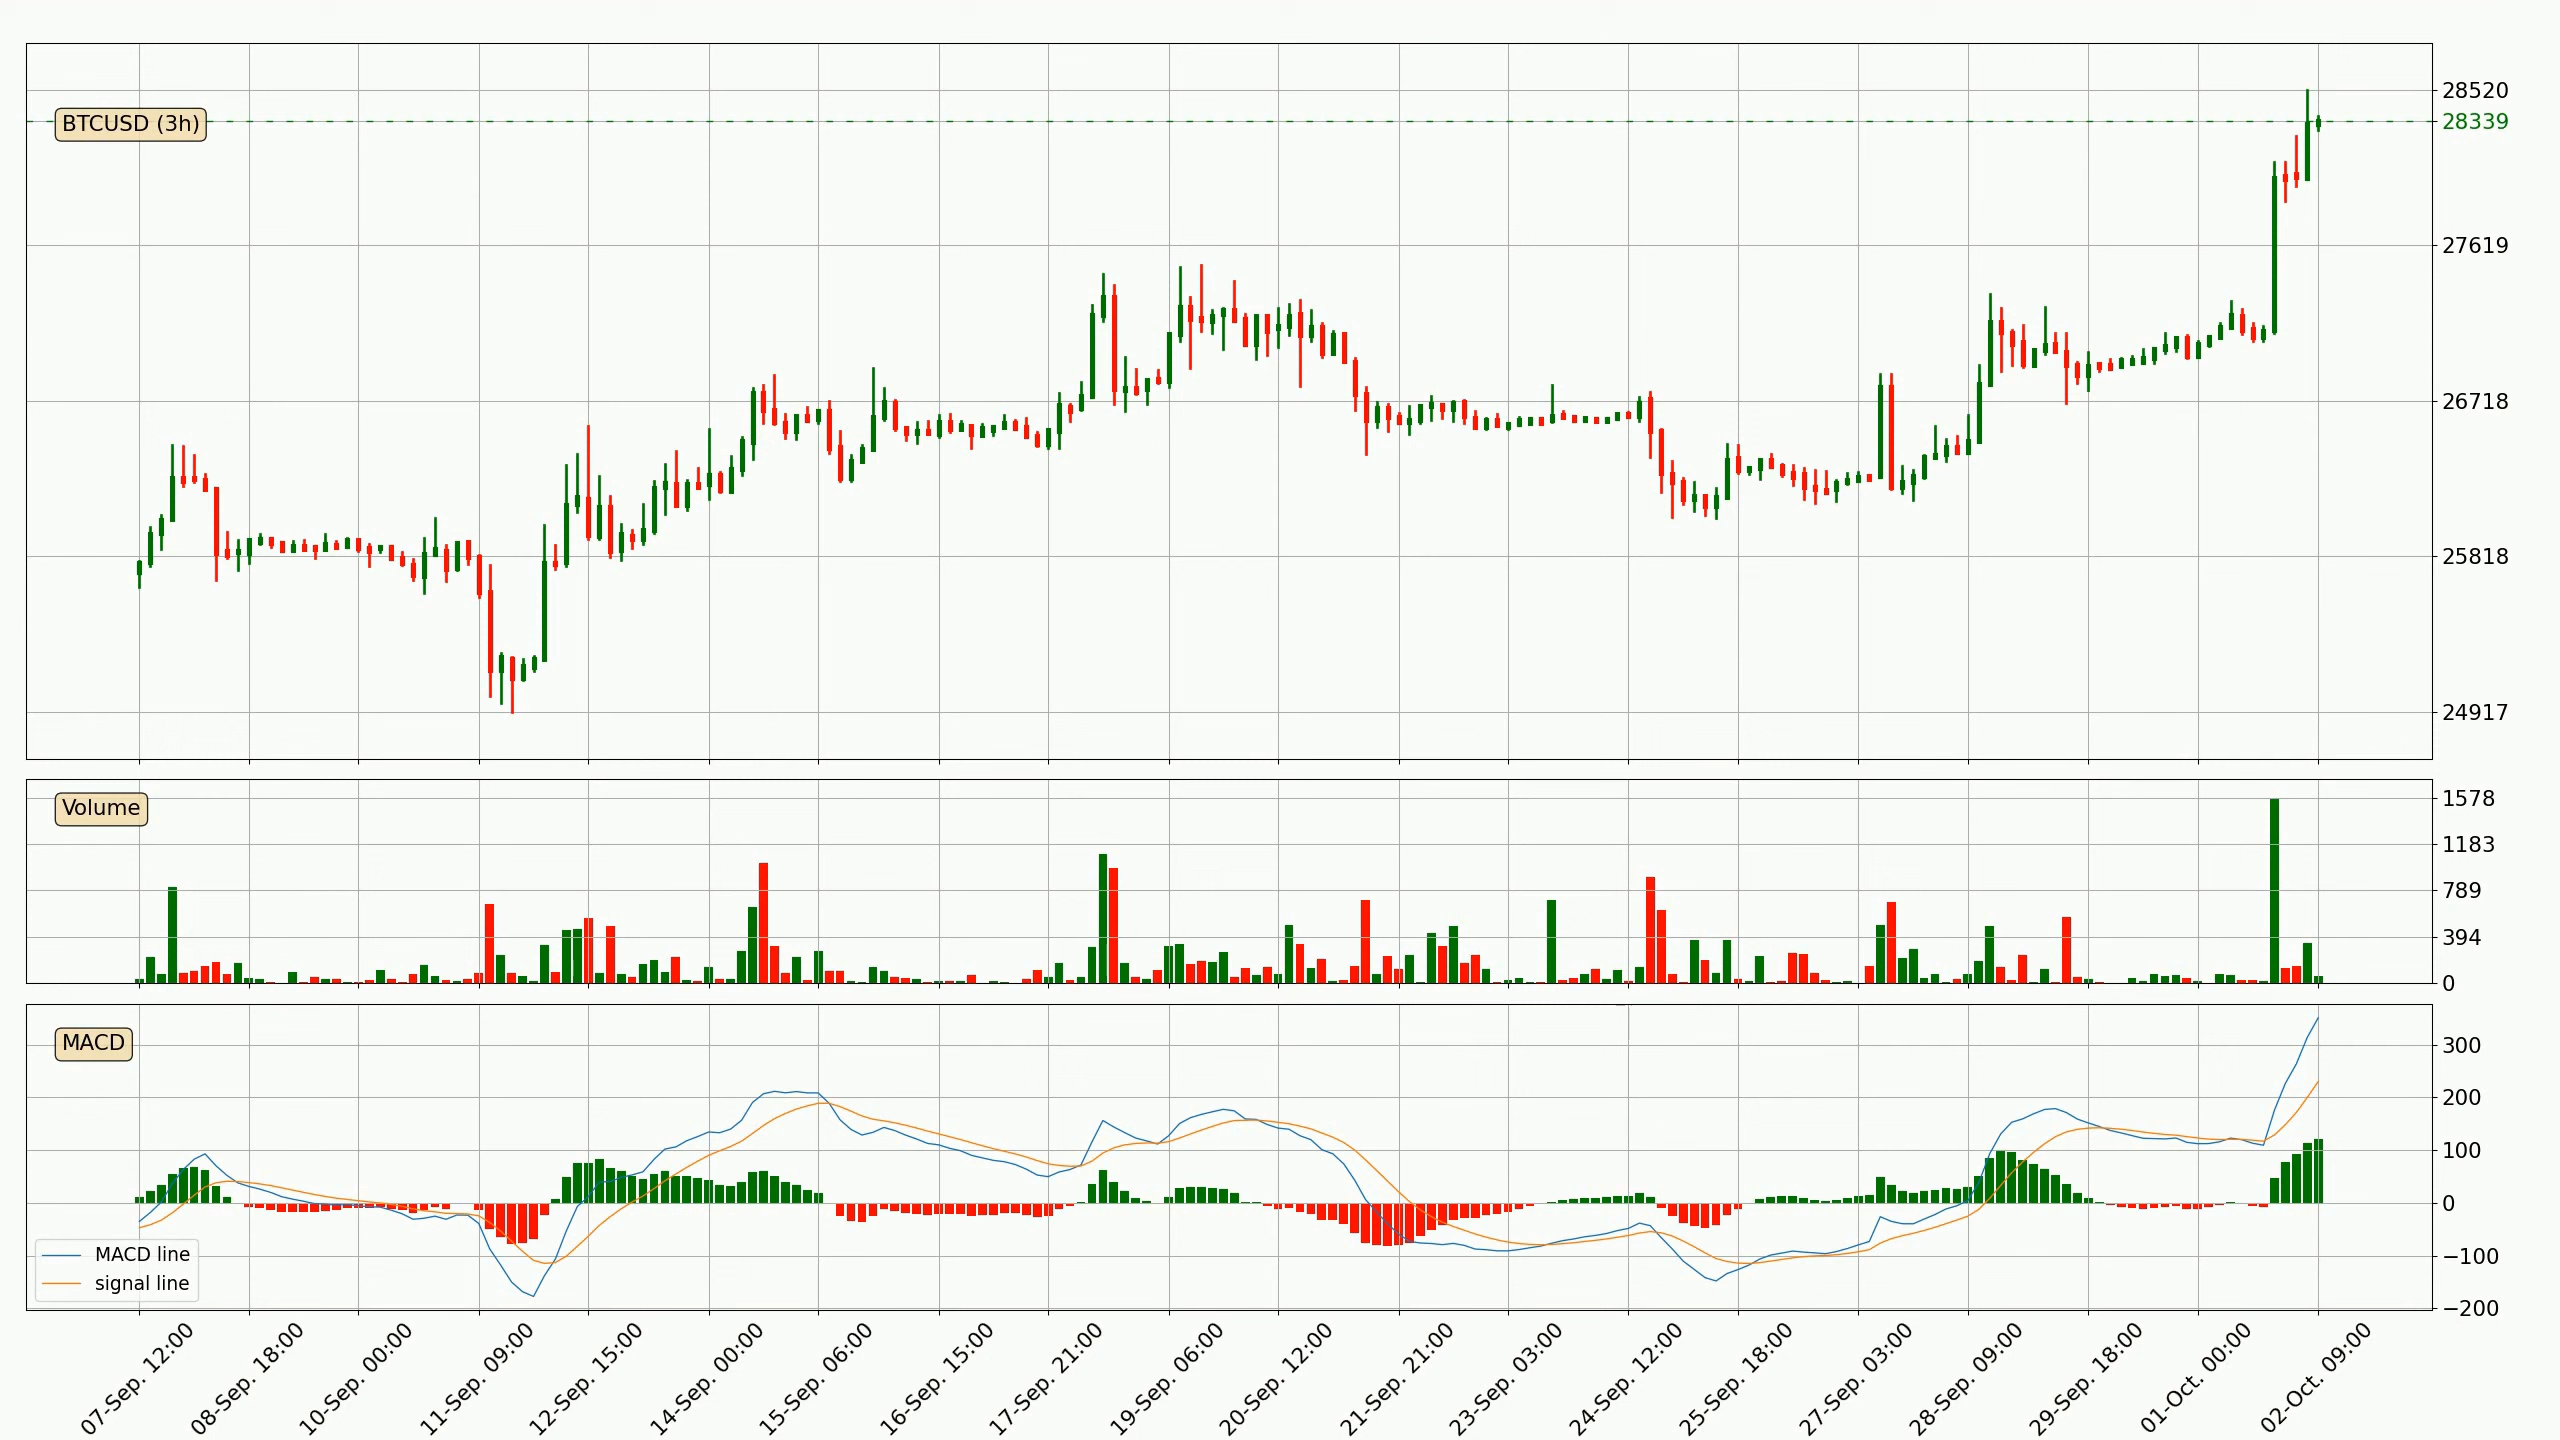 BTCUSD (3h)
28520
28339
27619
26718
25818
24917
Volume
1578
1183
789
394
0
MACD
300
200
100
0
−100
−200
MACD line
signal line
07-Sep. 12:00
08-Sep. 18:00
10-Sep. 00:00
11-Sep. 09:00
12-Sep. 15:00
14-Sep. 00:00
15-Sep. 06:00
16-Sep. 15:00
17-Sep. 21:00
19-Sep. 06:00
20-Sep. 12:00
21-Sep. 21:00
23-Sep. 03:00
24-Sep. 12:00
25-Sep. 18:00
27-Sep. 03:00
28-Sep. 09:00
29-Sep. 18:00
01-Oct. 00:00
02-Oct. 09:00